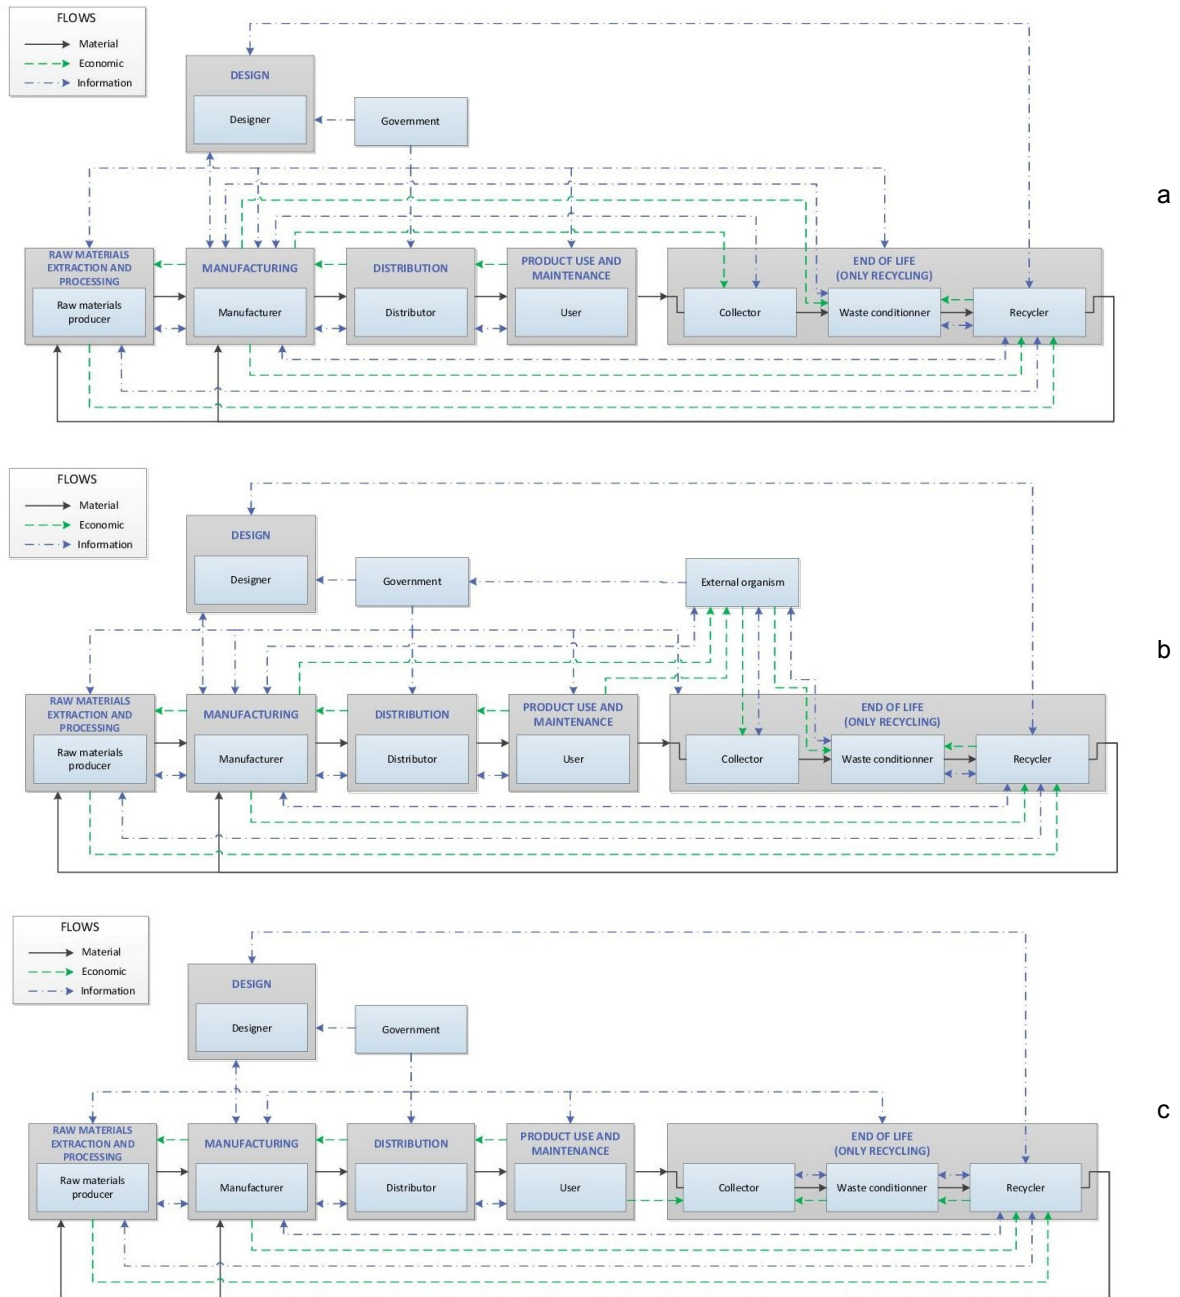 FLOWS
Material
Economic
Information
DESIGN
Designer
Government
a
RAW MATERIALS
EXTRACTION AND
PROCESSING
Raw materials
producer
MANUFACTURING
Manufacturer
DISTRIBUTION
Distributor
PRODUCT USE AND
MAINTENANCE
User
END OF LIFE
(ONLY RECYCLING)
Collector
Waste conditionner
Recycler
FLOWS
Material
Economic
Information
DESIGN
Designer
Government
External organism
b
RAW MATERIALS
EXTRACTION AND
PROCESSING
Raw materials
producer
MANUFACTURING
Manufacturer
DISTRIBUTION
Distributor
PRODUCT USE AND
MAINTENANCE
User
END OF LIFE
(ONLY RECYCLING)
Collector
Waste conditionner
Recycler
FLOWS
Material
Economic
Information
DESIGN
Designer
Government
c
RAW MATERIALS
EXTRACTION AND
PROCESSING
Raw materials
producer
MANUFACTURING
Manufacturer
DISTRIBUTION
Distributor
PRODUCT USE AND
MAINTENANCE
User
END OF LIFE
(ONLY RECYCLING)
Collector
Waste conditionner
Recycler